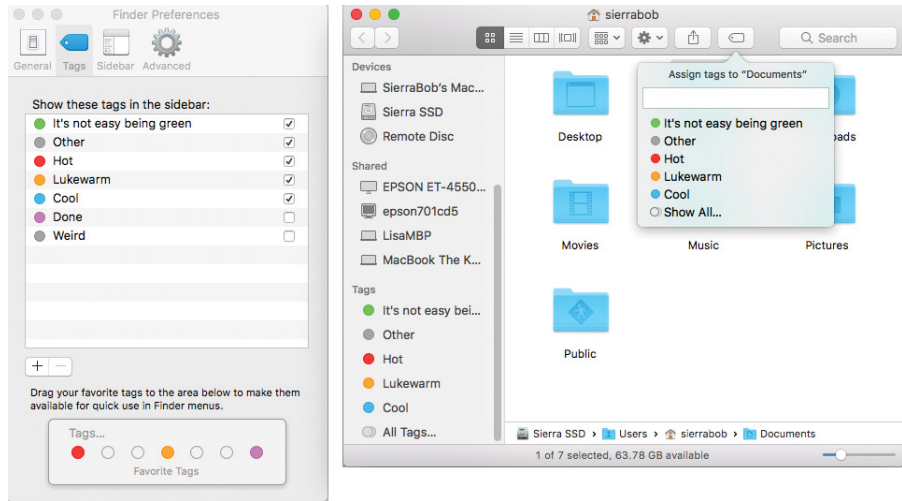 Finder Preferences
General Tags Sidebar Advanced
Show these tags in the sidebar:
It's not easy being green
Other
Hot
Lukewarm
Cool
Done
Weird
+ −
Drag your favorite tags to the area below to make them
available for quick use in Finder menus.
Tags...
Favorite Tags
sierrabob
Search
Devices
SierraBob's Mac...
Sierra SSD
Remote Disc
Shared
EPSON ET-4550...
epson701cd5
LisaMBP
MacBook The K...
Tags
It's not easy bei...
Other
Hot
Lukewarm
Cool
All Tags...
Assign tags to “Documents”
It's not easy being green
Other
Hot
Lukewarm
Cool
Show All...
Desktop
oads
Movies
Music
Pictures
Public
Sierra SSD › Users › sierrabob › Documents
1 of 7 selected, 63.78 GB available